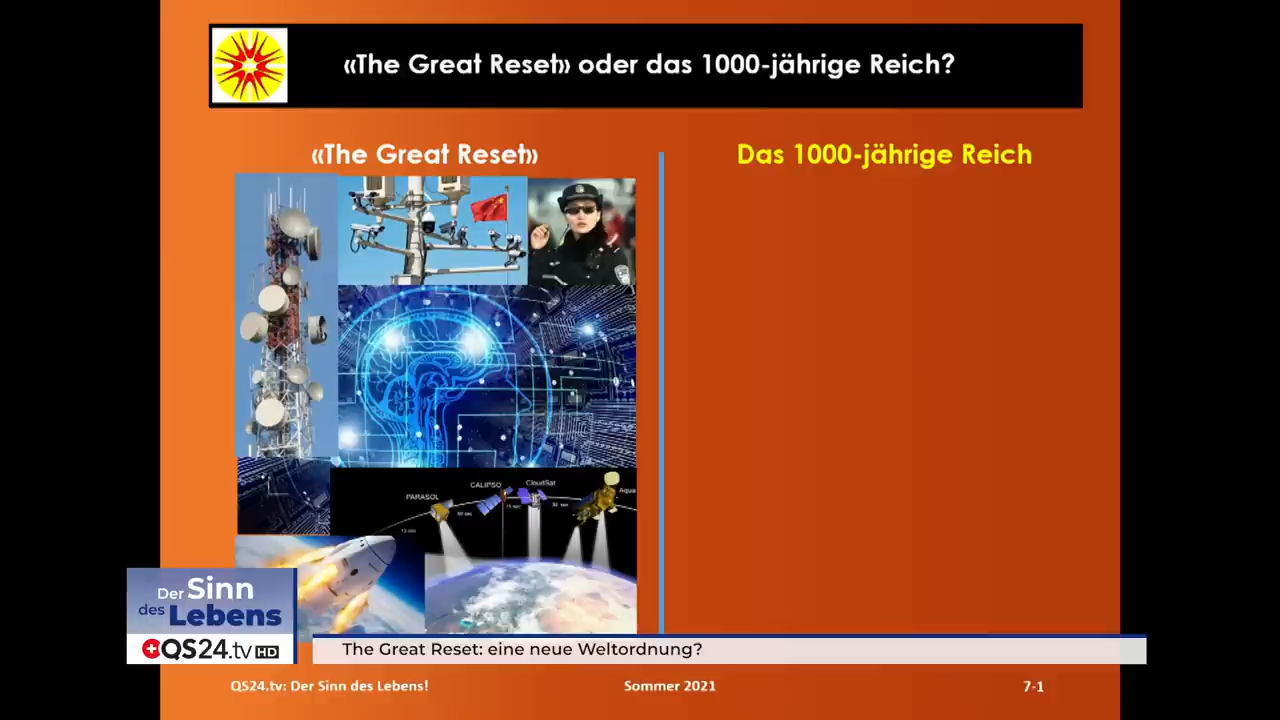 «The Great Reset» oder das 1000-jährige Reich?
«The Great Reset»
Das 1000-jährige Reich
PARASOL
CALIPSO
CloudSat
Aqua
Der Sinn
des Lebens
QS24.tv HD
The Great Reset: eine neue Weltordnung?
QS24.tv: Der Sinn des Lebens!
Sommer 2021
7-1